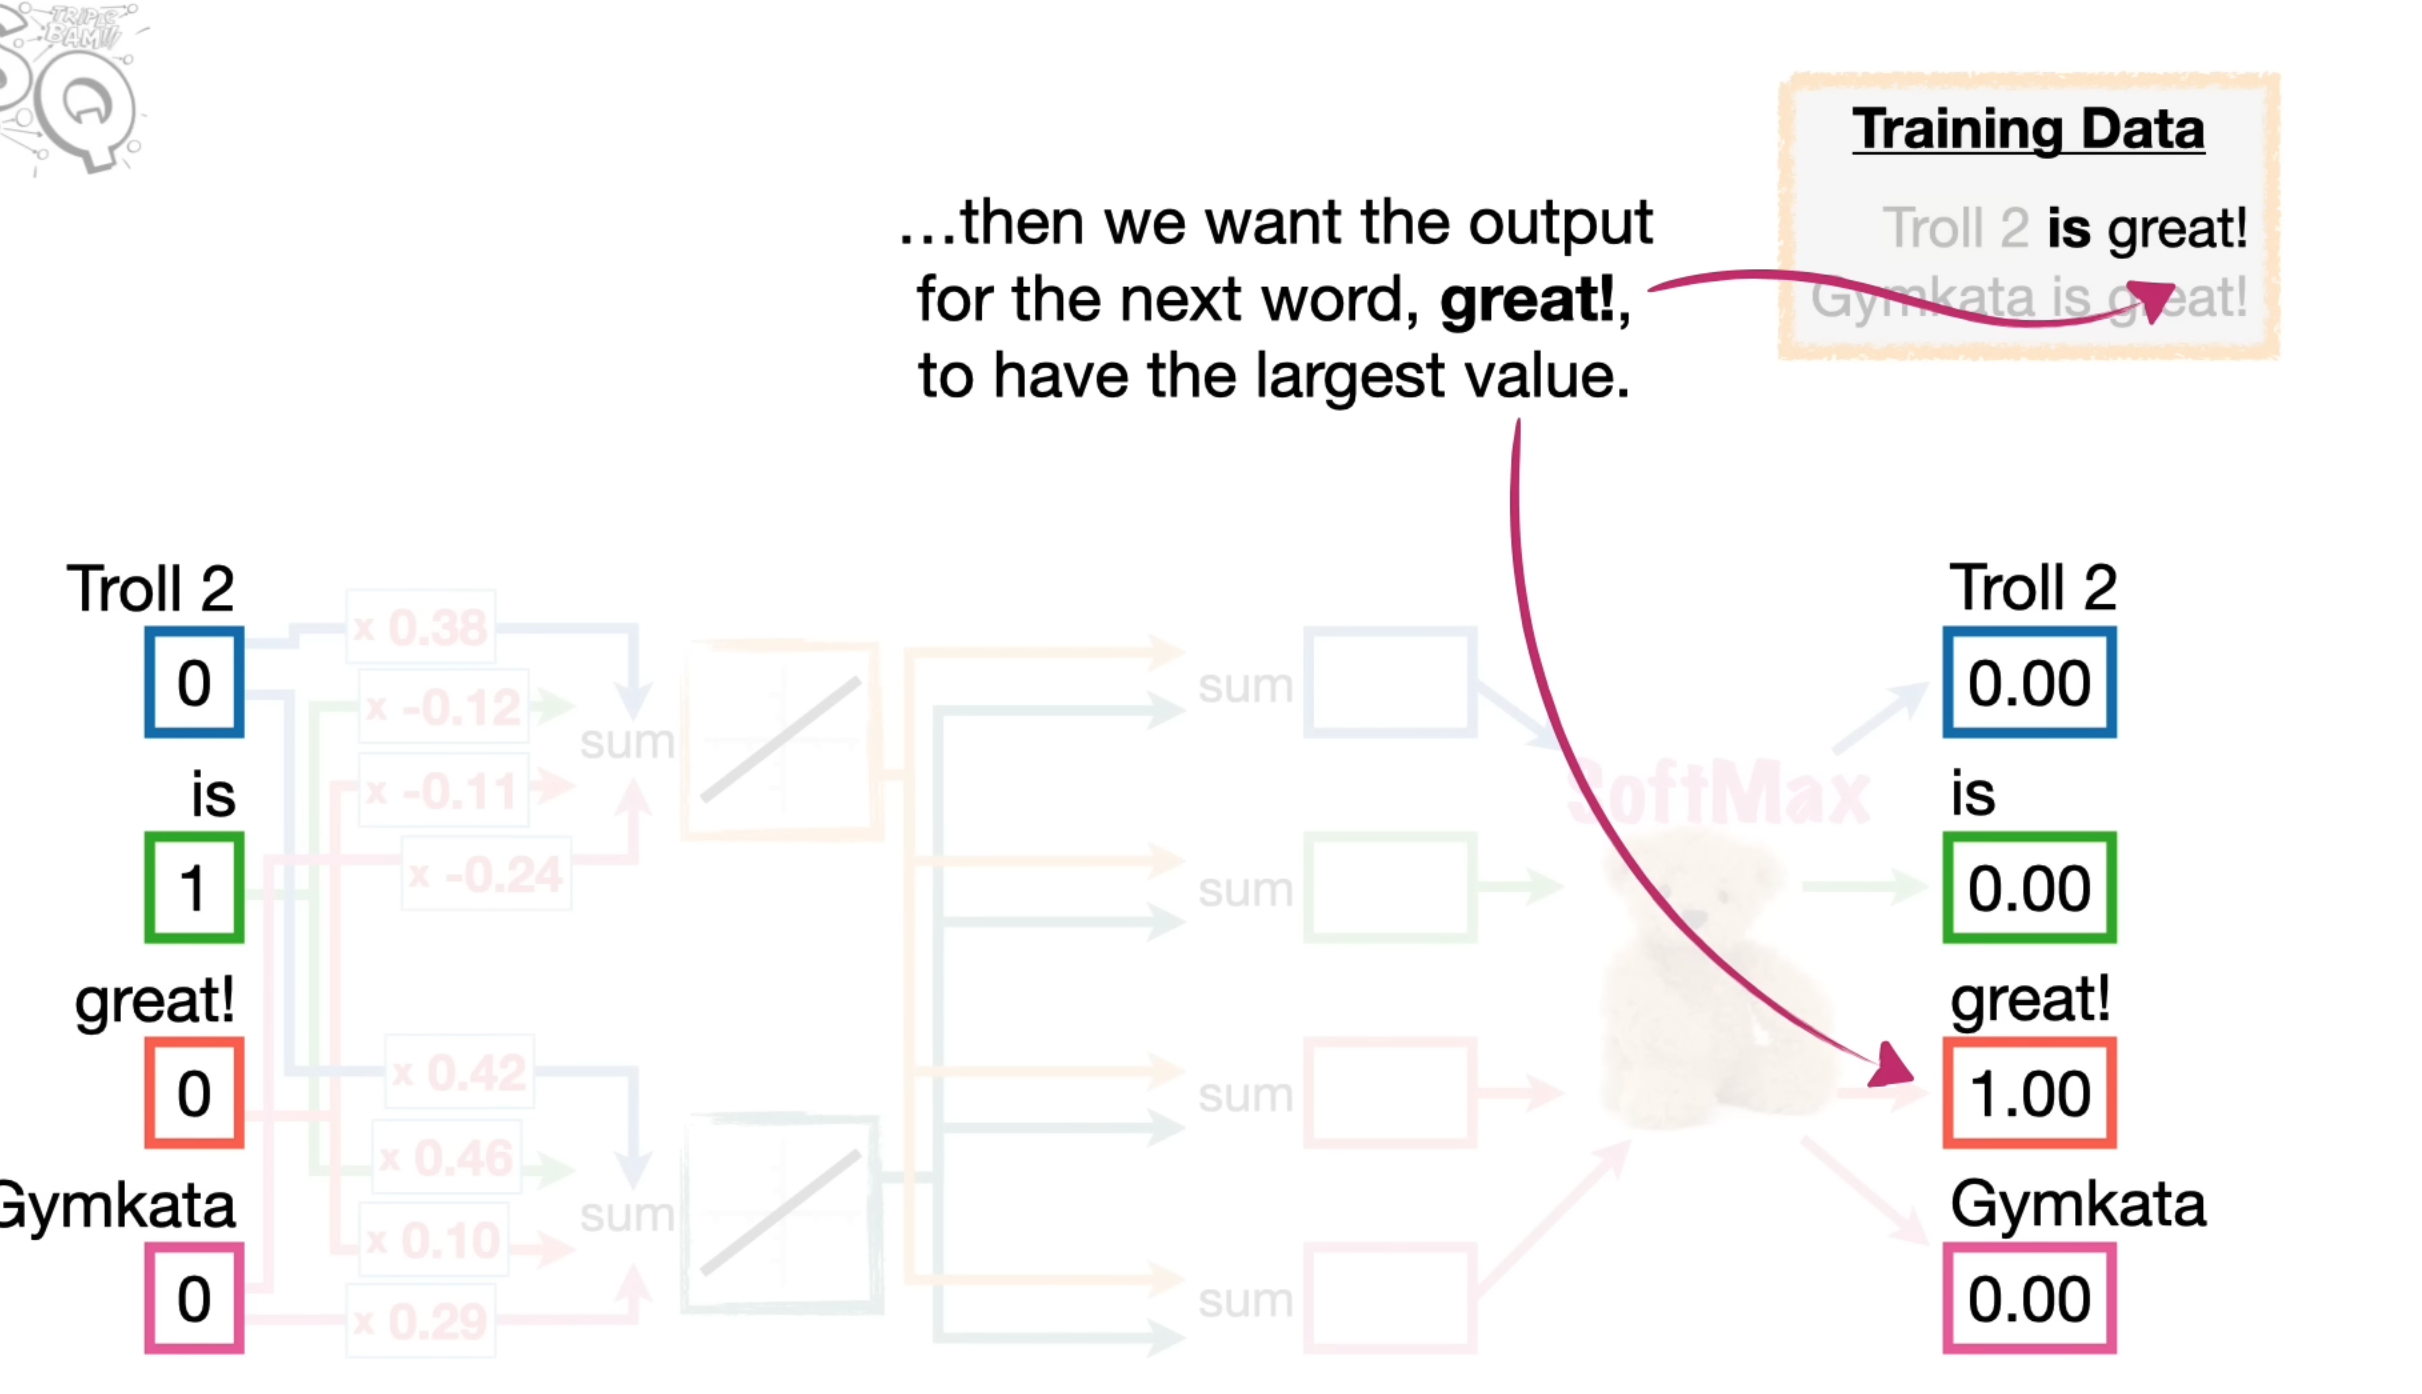 TRIPLE
BAM!!!
SQ
Training Data
Troll 2 is great!
Gymkata is great!
...then we want the output
for the next word, great!,
to have the largest value.
Troll 2
0
is
1
great!
0
Gymkata
0
x 0.38
x -0.12
x -0.11
x -0.24
sum
x 0.42
x 0.46
x 0.10
x 0.29
sum
sum
sum
sum
sum
SoftMax
Troll 2
0.00
is
0.00
great!
1.00
Gymkata
0.00